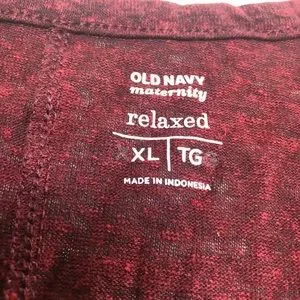 OLD NAVY
maternity
relaxed
XL | TG
MADE IN INDONESIA